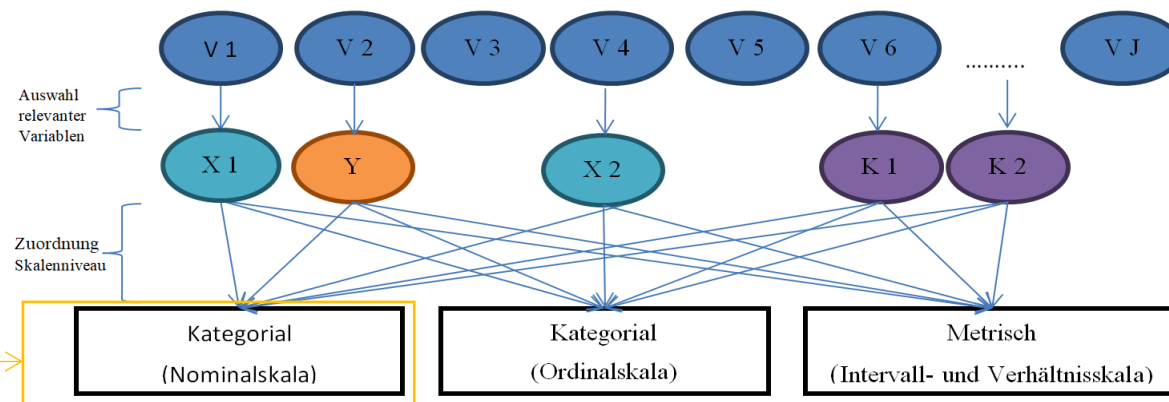 V 1
V 2
V 3
V 4
V 5
V 6
..........
V J
Auswahl
relevanter
Variablen
X 1
Y
X 2
K 1
K 2
Zuordnung
Skalenniveau
Kategorial
(Nominalskala)
Kategorial
(Ordinalskala)
Metrisch
(Intervall- und Verhältnisskala)